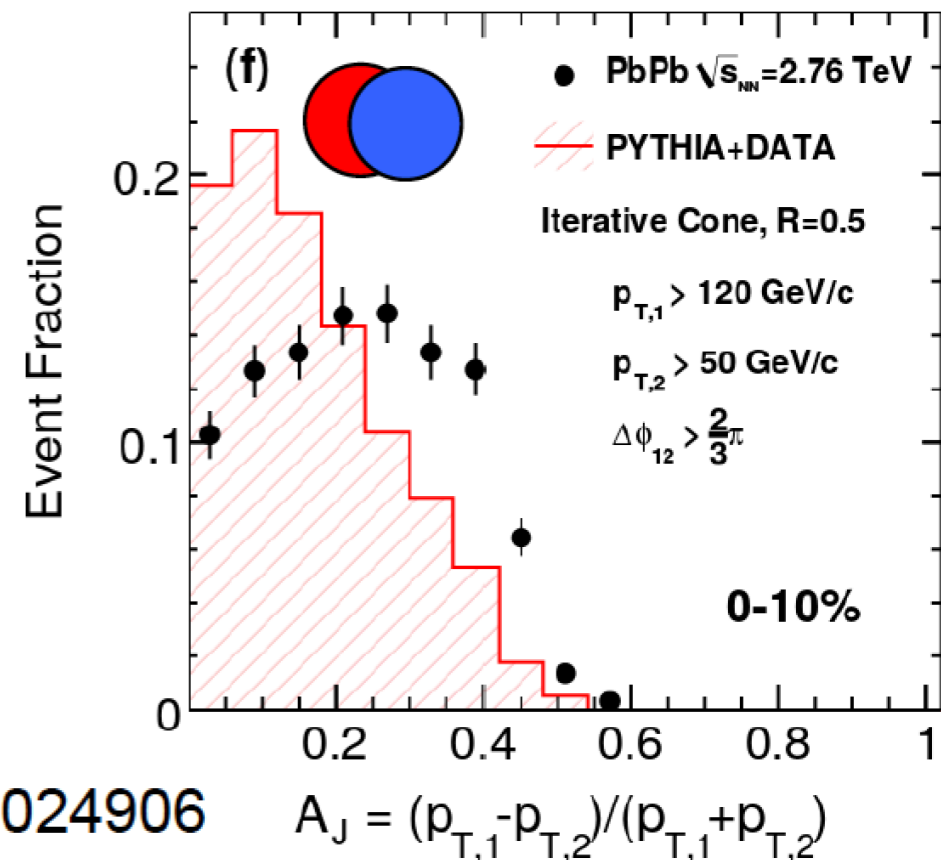 (f)
PbPb √s_NN=2.76 TeV
PYTHIA+DATA
Iterative Cone, R=0.5
p_T,1 > 120 GeV/c
p_T,2 > 50 GeV/c
Δϕ_12 > 2/3 π
0-10%
Event Fraction
0.2
0.1
0
0.2 0.4 0.6 0.8 1
024906 A_J = (p_T,1-p_T,2)/(p_T,1+p_T,2)